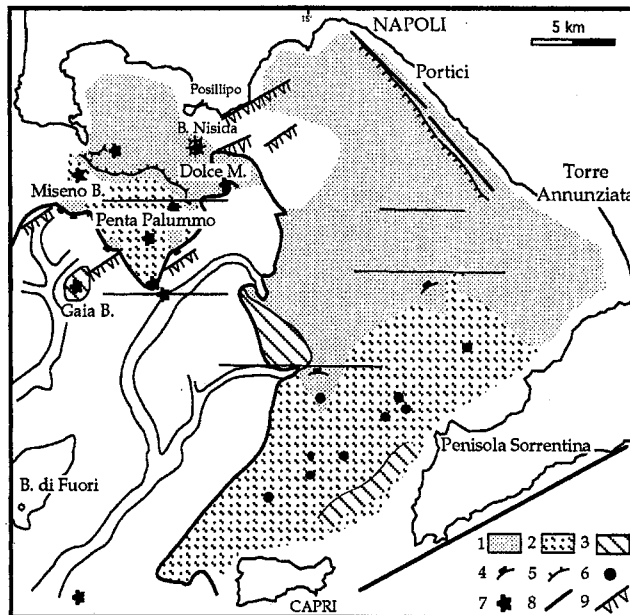 15'
NAPOLI
5 km
Portici
Posillipo
B. Nisida
Dolce M.
Torre
Annunziata
Miseno B.
Penta Palummo
Gaia B.
Penisola Sorrentina
B. di Fuori
1 2 3
4 5 6
7 8 9
CAPRI